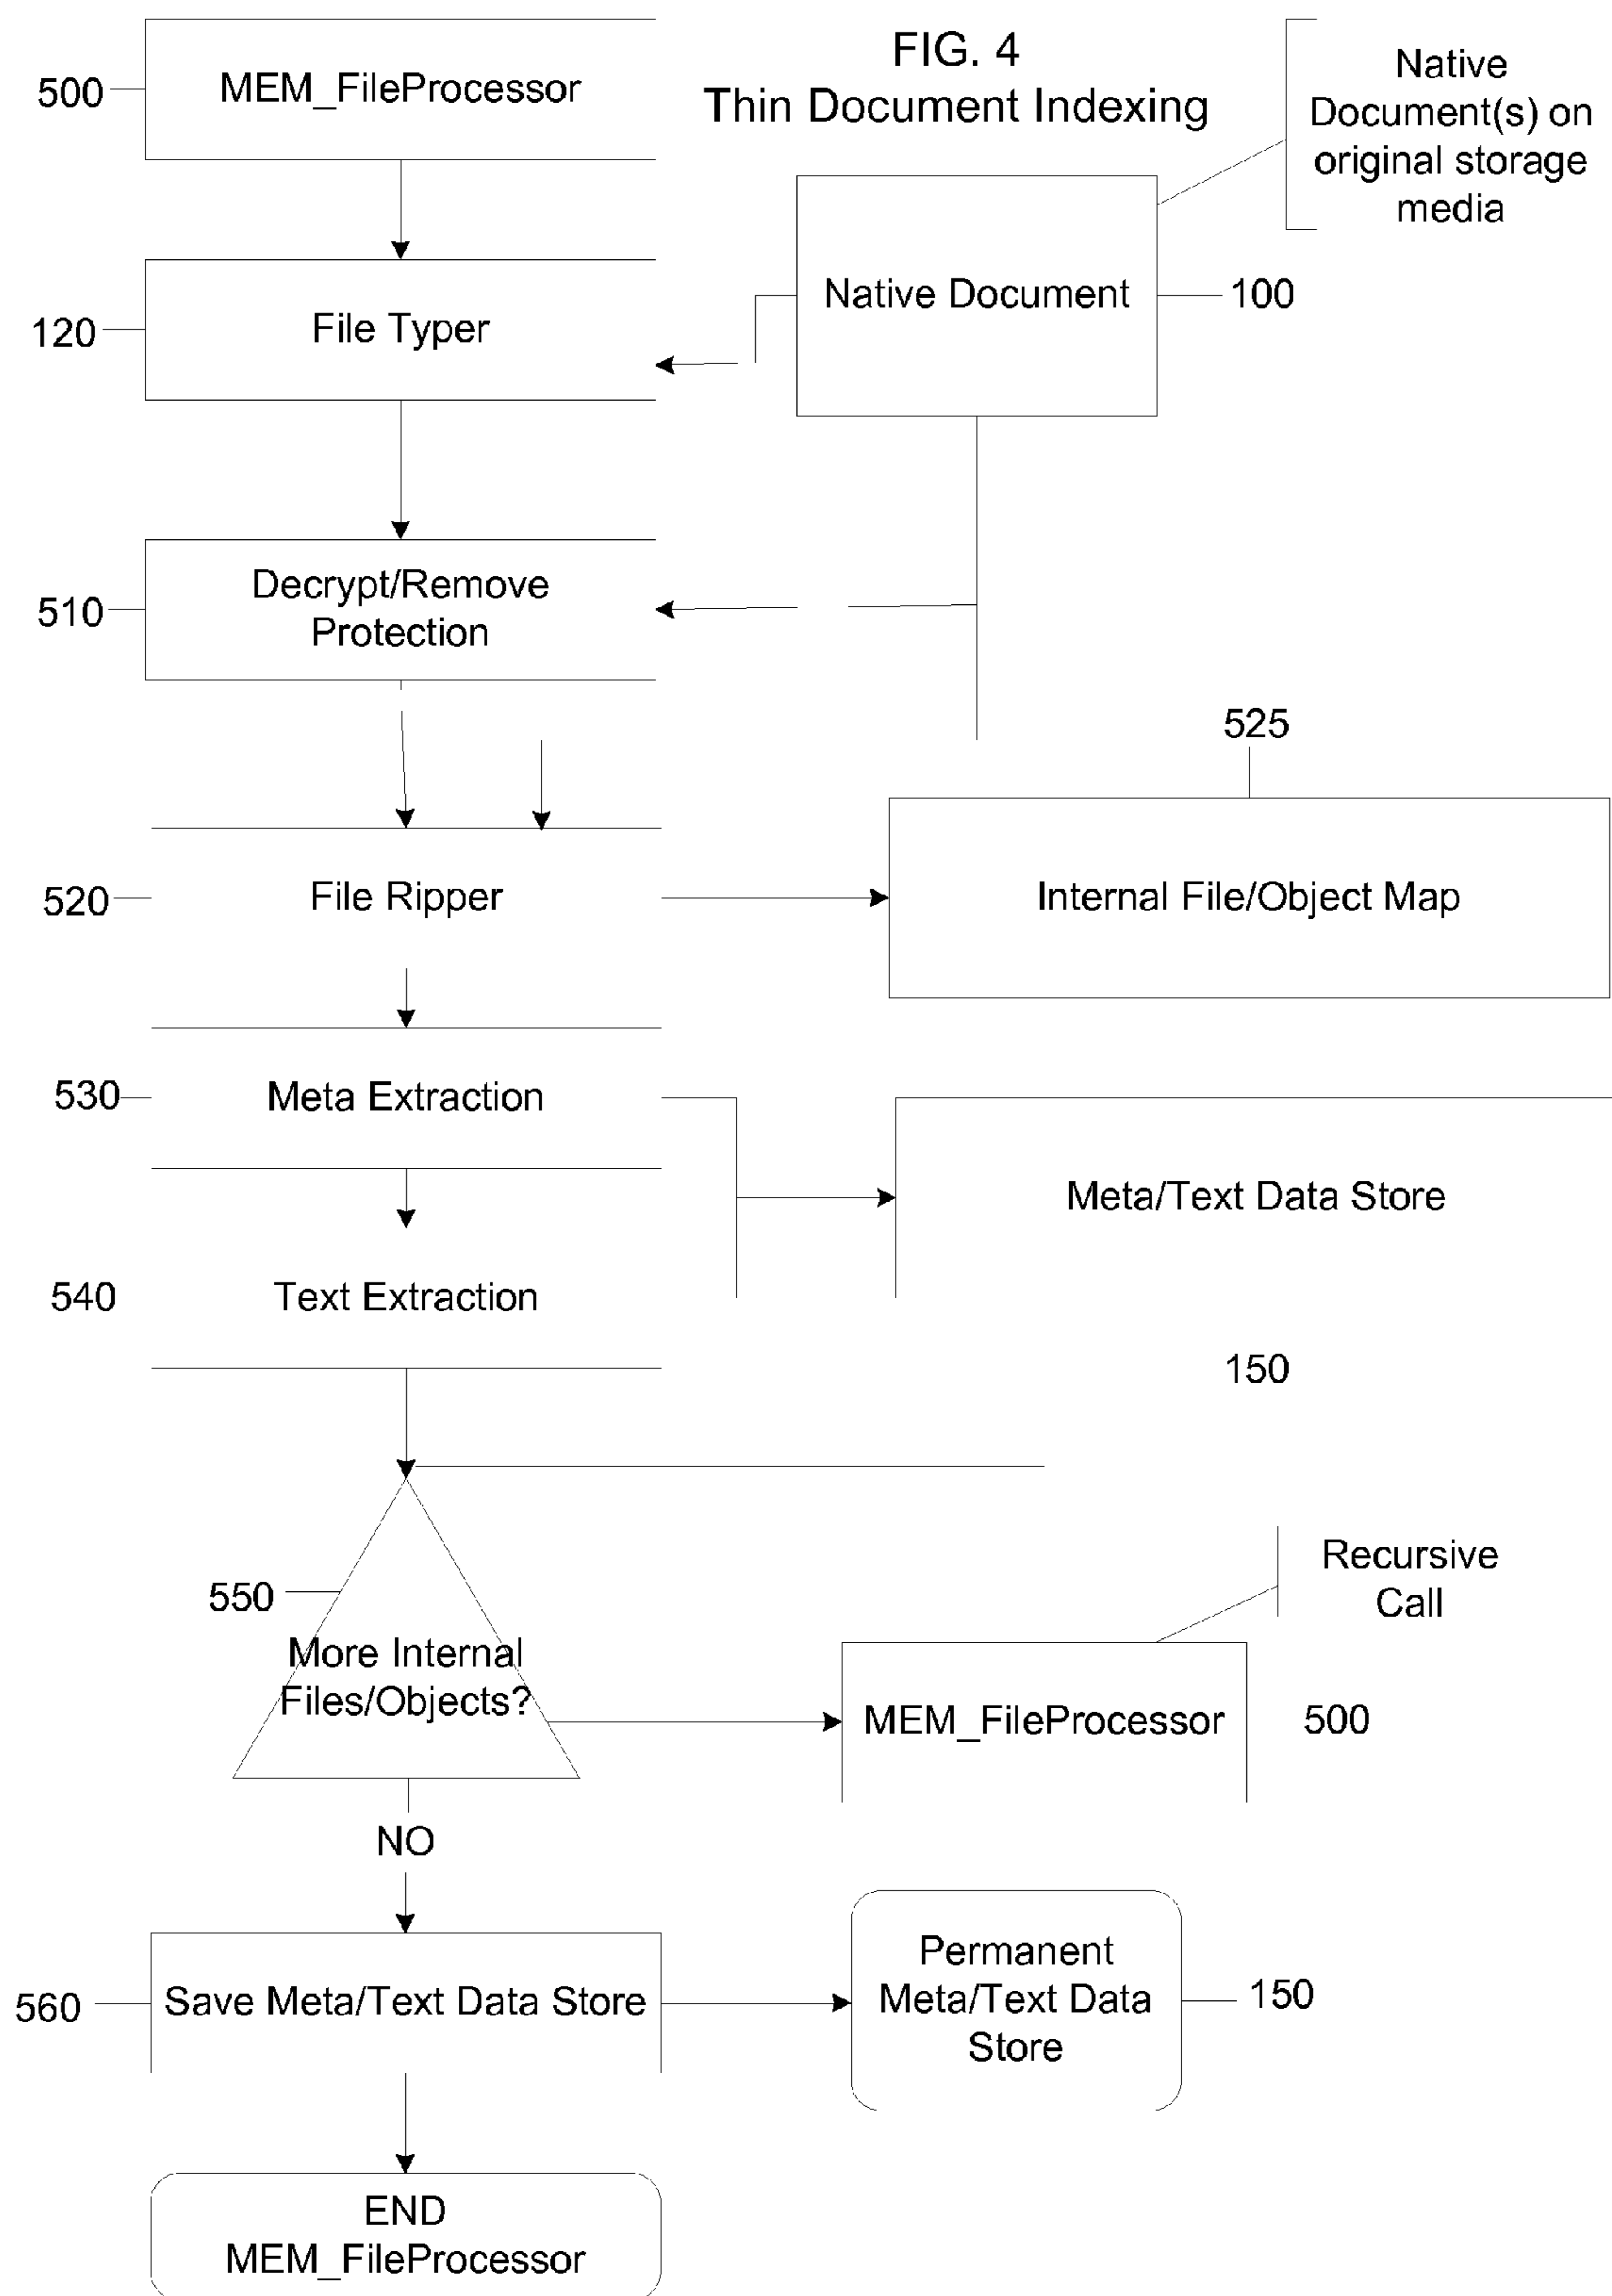 FIG. 4
Thin Document Indexing
500
MEM_FileProcessor
Native
Document(s) on
original storage
media
120
File Typer
Native Document
100
510
Decrypt/Remove
Protection
525
520
File Ripper
Internal File/Object Map
530
Meta Extraction
Meta/Text Data Store
540
Text Extraction
150
550
More Internal
Files/Objects?
Recursive
Call
MEM_FileProcessor
500
NO
560
Save Meta/Text Data Store
Permanent
Meta/Text Data
Store
150
END
MEM_FileProcessor